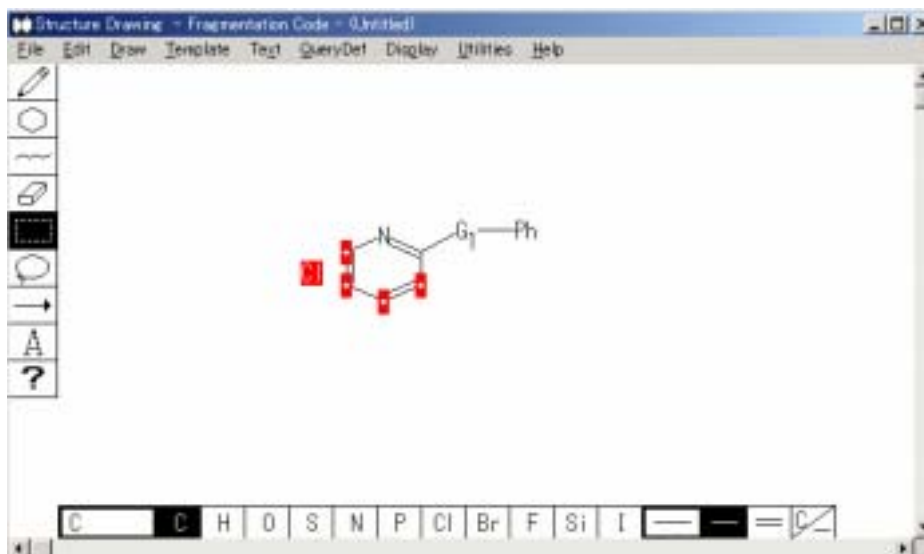 Structure Drawing - Fragmentation Code - (Untitled)
File Edit Draw Template Text QueryDef Display Utilities Help
N G1 Ph
Cl
A
?
C C H O S N P Cl Br F Si I C